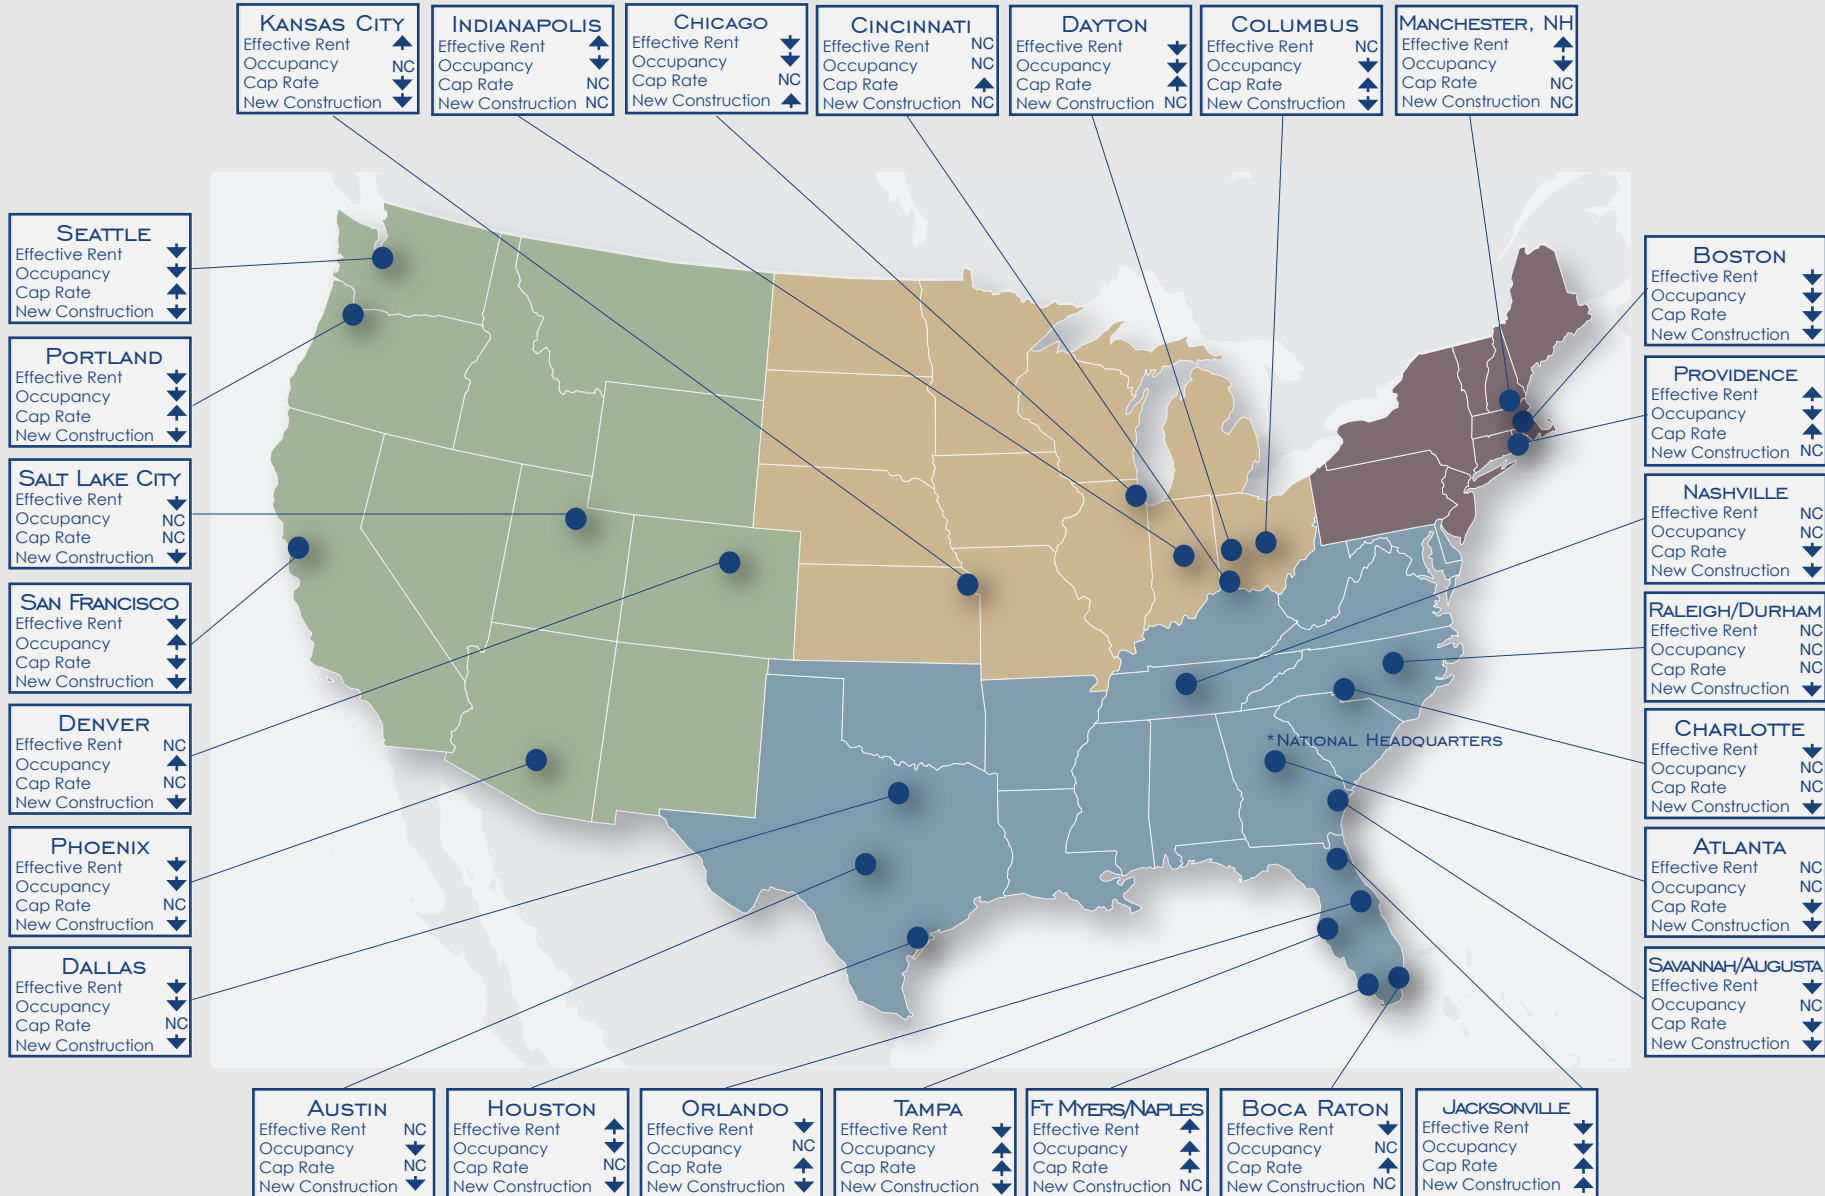 KANSAS CITY
Effective Rent
Occupancy NC
Cap Rate
New Construction
INDIANAPOLIS
Effective Rent
Occupancy
Cap Rate NC
New Construction NC
CHICAGO
Effective Rent
Occupancy
Cap Rate NC
New Construction
CINCINNATI
Effective Rent NC
Occupancy NC
Cap Rate
New Construction NC
DAYTON
Effective Rent
Occupancy
Cap Rate
New Construction NC
COLUMBUS
Effective Rent NC
Occupancy
Cap Rate
New Construction
MANCHESTER, NH
Effective Rent
Occupancy
Cap Rate NC
New Construction NC
SEATTLE
Effective Rent
Occupancy
Cap Rate
New Construction
PORTLAND
Effective Rent
Occupancy
Cap Rate
New Construction
SALT LAKE CITY
Effective Rent
Occupancy NC
Cap Rate NC
New Construction
SAN FRANCISCO
Effective Rent
Occupancy
Cap Rate
New Construction
DENVER
Effective Rent NC
Occupancy
Cap Rate NC
New Construction
PHOENIX
Effective Rent
Occupancy
Cap Rate NC
New Construction
DALLAS
Effective Rent
Occupancy
Cap Rate NC
New Construction
*NATIONAL HEADQUARTERS
BOSTON
Effective Rent
Occupancy
Cap Rate
New Construction
PROVIDENCE
Effective Rent
Occupancy
Cap Rate
New Construction NC
NASHVILLE
Effective Rent NC
Occupancy NC
Cap Rate
New Construction
RALEIGH/DURHAM
Effective Rent NC
Occupancy NC
Cap Rate NC
New Construction
CHARLOTTE
Effective Rent
Occupancy NC
Cap Rate NC
New Construction
ATLANTA
Effective Rent NC
Occupancy NC
Cap Rate
New Construction
SAVANNAH/AUGUSTA
Effective Rent
Occupancy NC
Cap Rate
New Construction
AUSTIN
Effective Rent NC
Occupancy
Cap Rate NC
New Construction
HOUSTON
Effective Rent
Occupancy
Cap Rate NC
New Construction
ORLANDO
Effective Rent
Occupancy NC
Cap Rate
New Construction
TAMPA
Effective Rent
Occupancy
Cap Rate
New Construction
FT MYERS/NAPLES
Effective Rent
Occupancy
Cap Rate
New Construction NC
BOCA RATON
Effective Rent
Occupancy NC
Cap Rate
New Construction NC
JACKSONVILLE
Effective Rent
Occupancy
Cap Rate
New Construction